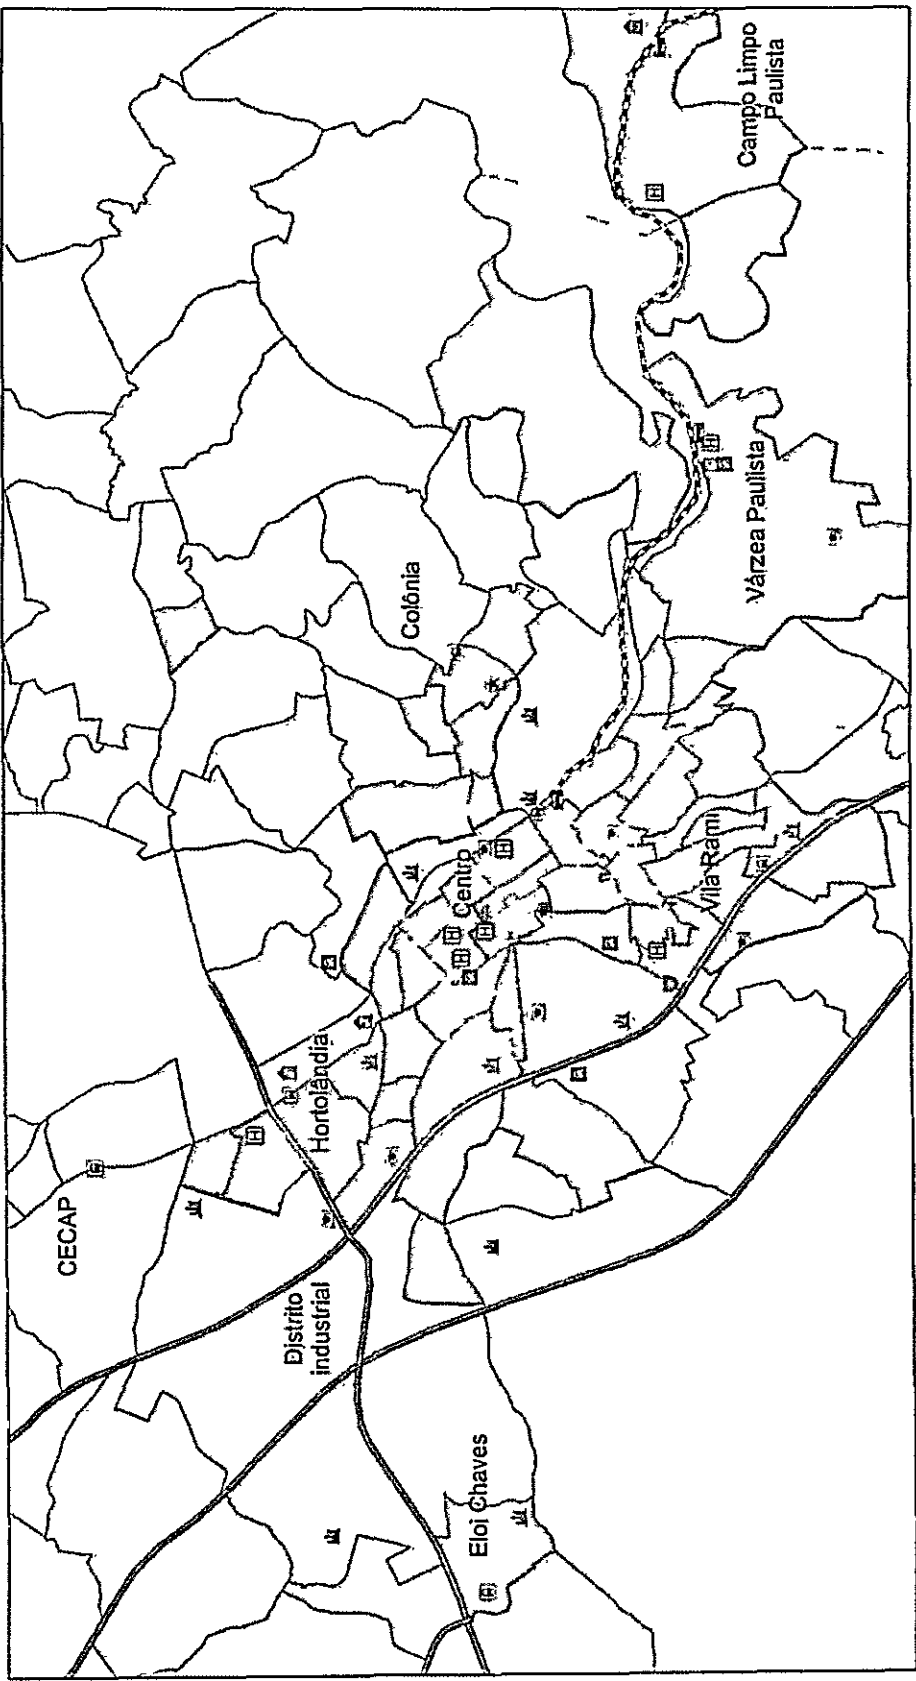 Campo Limpo
Paulista
Várzea Paulista
Colônia
Vila Rami
Centro
Hortolândia
CECAP
Distrito
industrial
Eloi Chaves